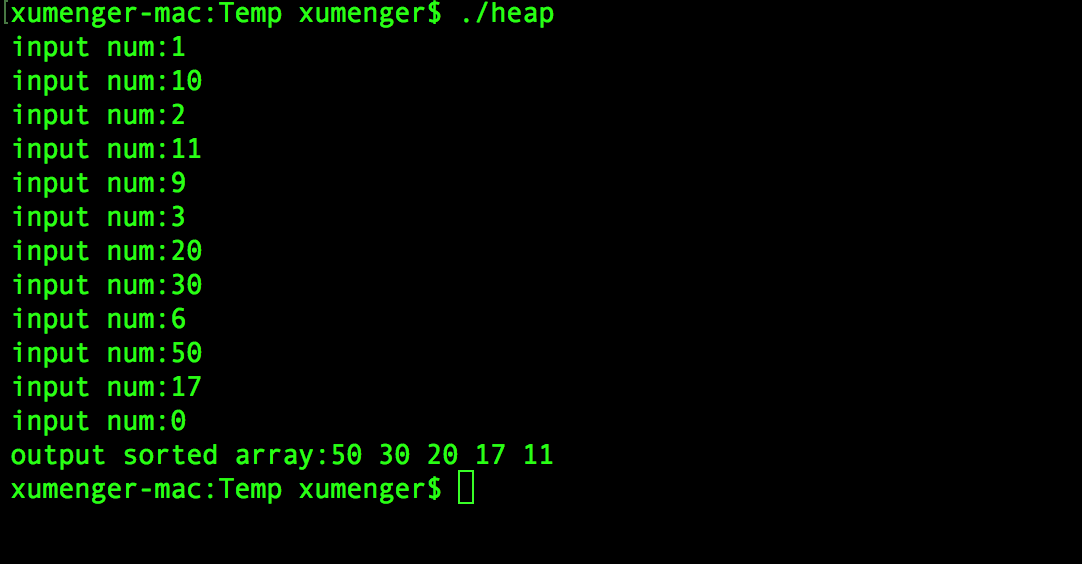 [xumenger-mac:Temp xumenger$ ./heap
input num:1
input num:10
input num:2
input num:11
input num:9
input num:3
input num:20
input num:30
input num:6
input num:50
input num:17
input num:0
output sorted array:50 30 20 17 11
xumenger-mac:Temp xumenger$